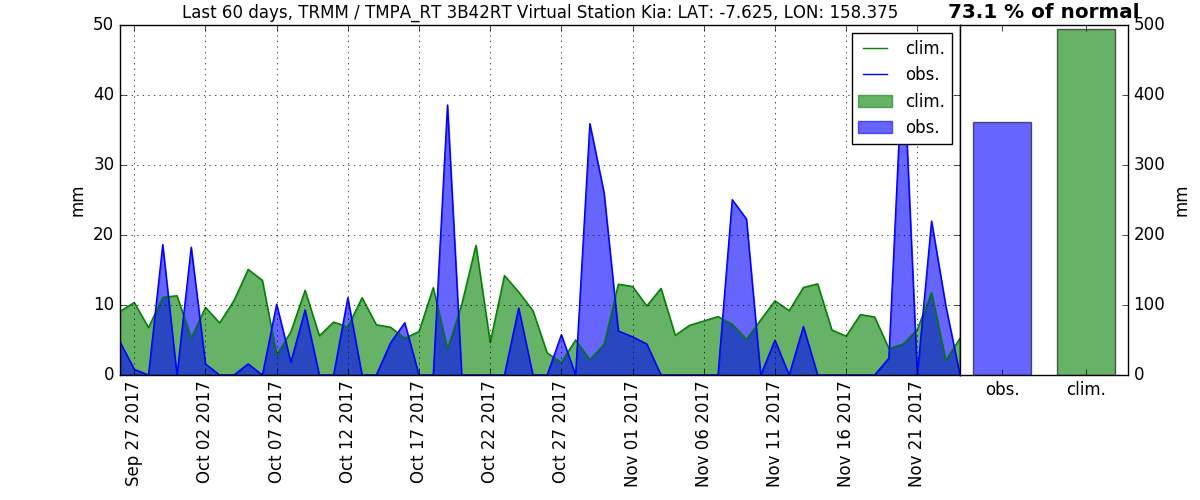 Last 60 days, TRMM / TMPA_RT 3B42RT Virtual Station Kia: LAT: -7.625, LON: 158.375
73.1 % of normal
50
40
30
20
10
0
mm
clim.
obs.
clim.
obs.
500
400
300
200
100
0
mm
Sep 27 2017
Oct 02 2017
Oct 07 2017
Oct 12 2017
Oct 17 2017
Oct 22 2017
Oct 27 2017
Nov 01 2017
Nov 06 2017
Nov 11 2017
Nov 16 2017
Nov 21 2017
obs.
clim.